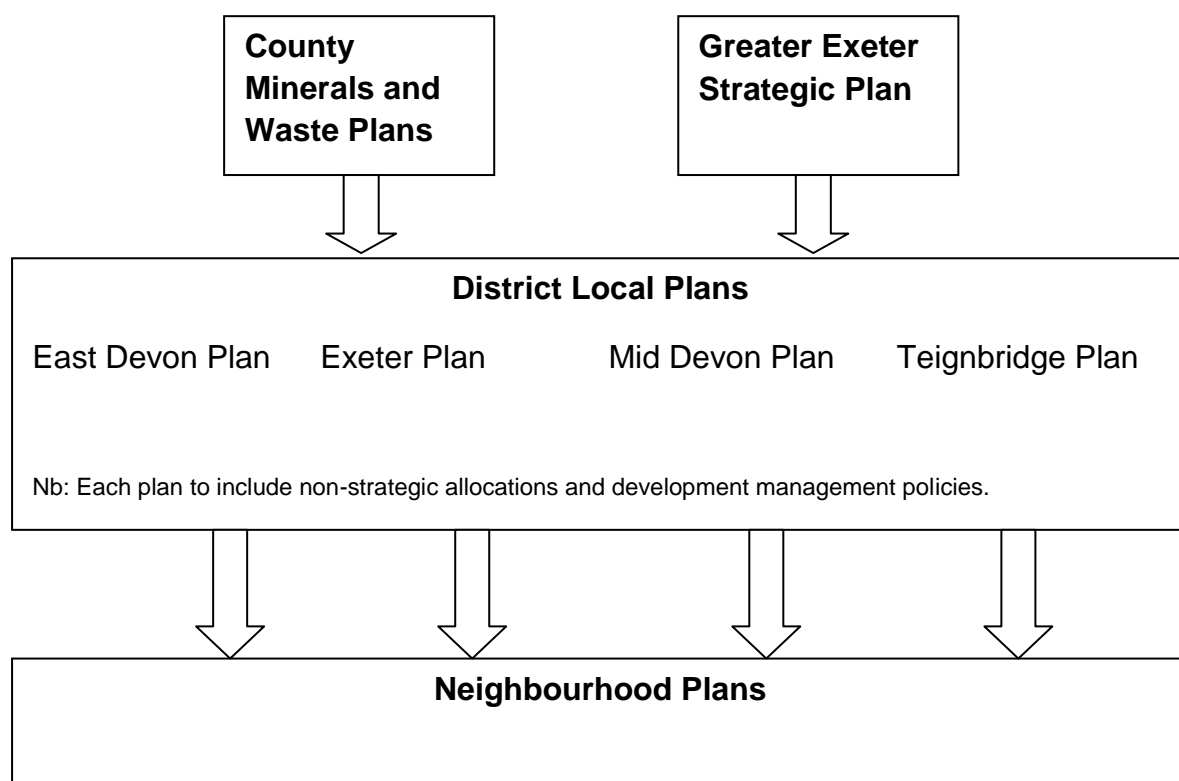 County
Minerals and
Waste Plans
Greater Exeter
Strategic Plan
District Local Plans
East Devon Plan Exeter Plan Mid Devon Plan Teignbridge Plan
Nb: Each plan to include non-strategic allocations and development management policies.
Neighbourhood Plans